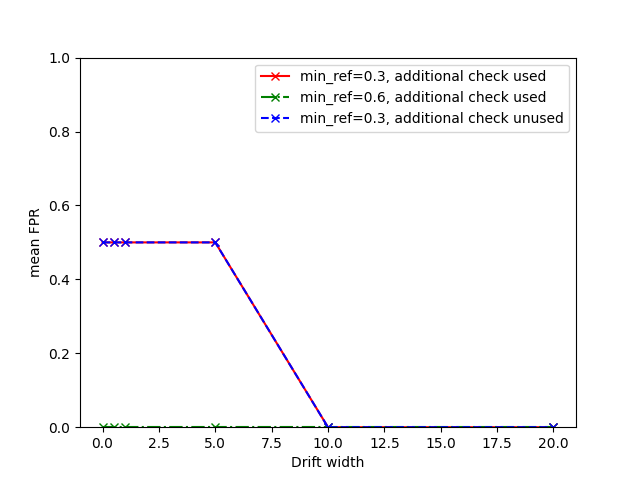 min_ref=0.3, additional check used
min_ref=0.6, additional check used
min_ref=0.3, additional check unused
1.0
0.8
0.6
0.4
0.2
0.0
mean FPR
0.0 2.5 5.0 7.5 10.0 12.5 15.0 17.5 20.0
Drift width